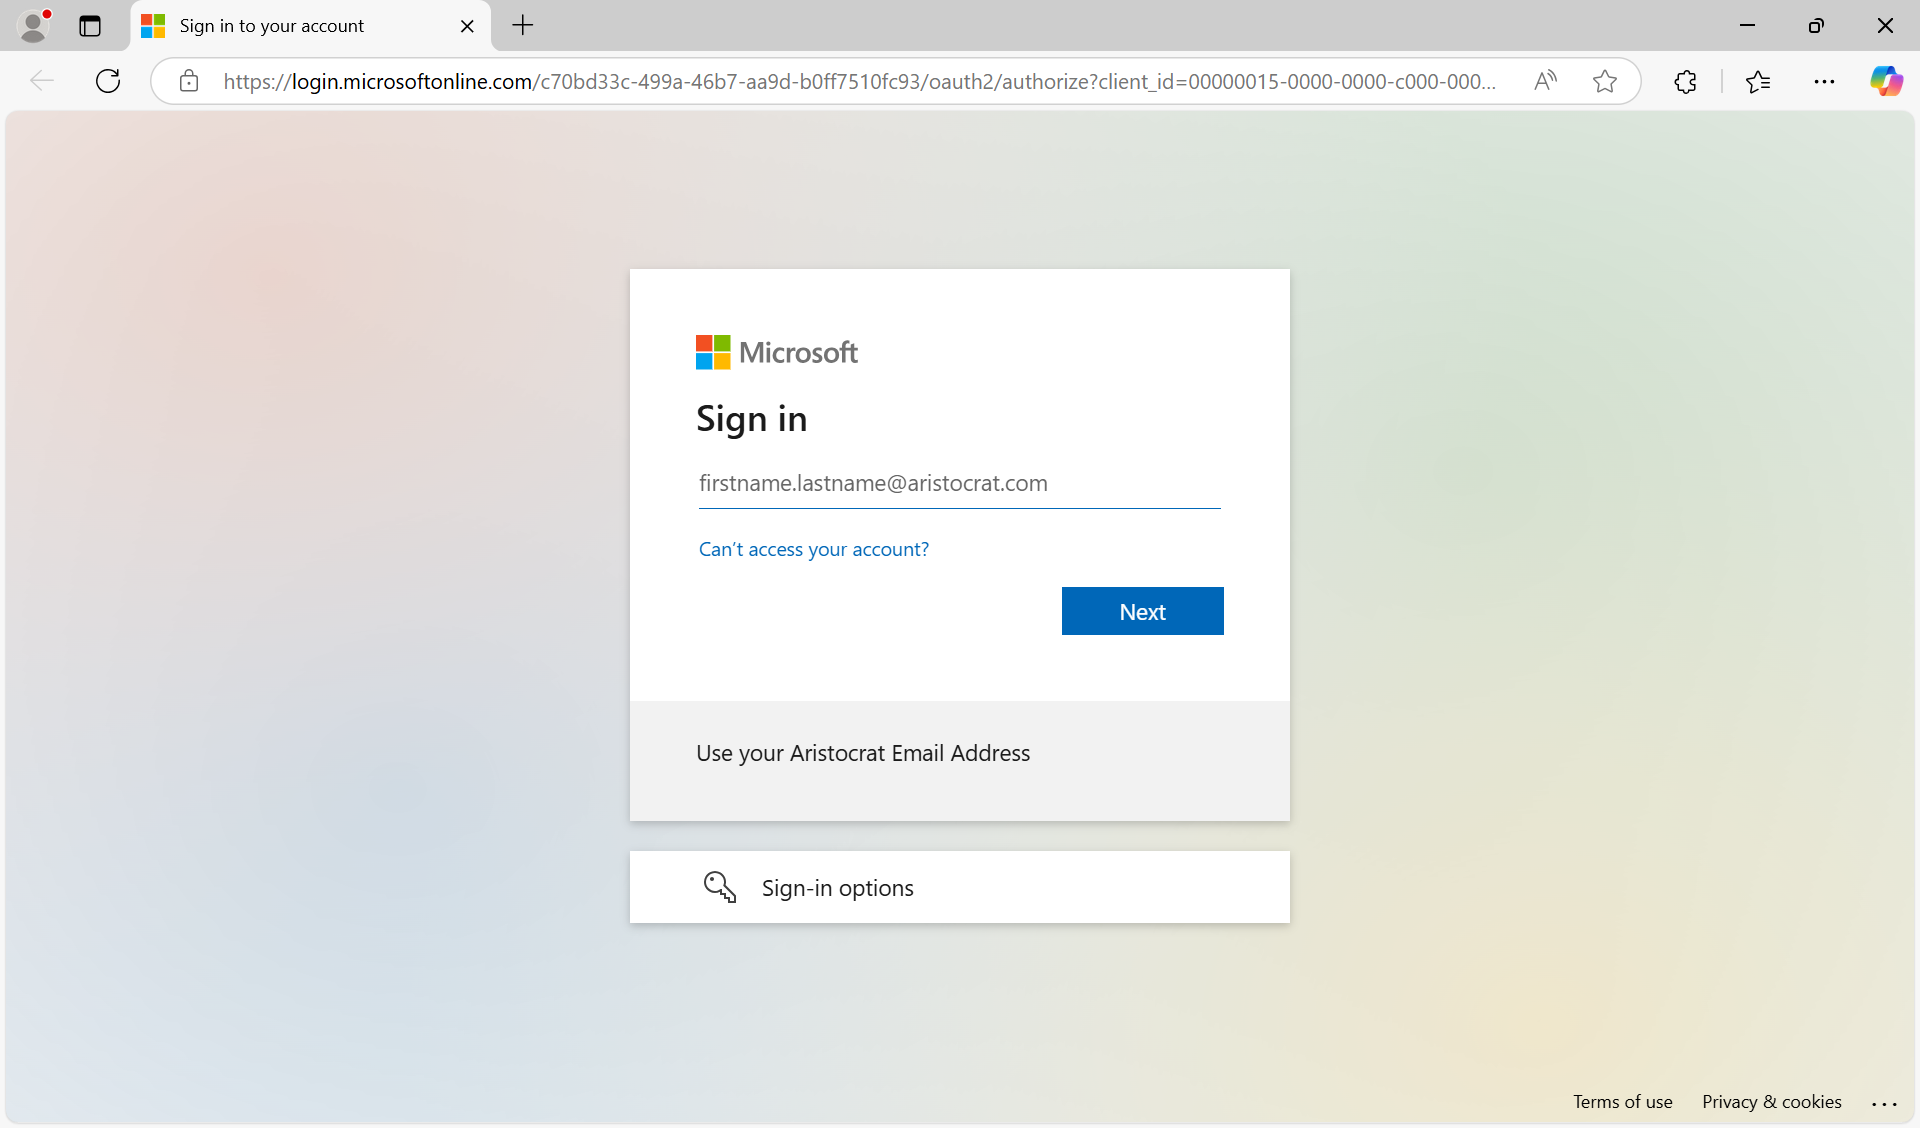 Sign in to your account
https://login.microsoftonline.com/c70bd33c-499a-46b7-aa9d-b0ff7510fc93/oauth2/authorize?client_id=00000015-0000-0000-c000-000...
Microsoft
Sign in
firstname.lastname@aristocrat.com
Can't access your account?
Next
Use your Aristocrat Email Address
Sign-in options
Terms of use Privacy & cookies ...